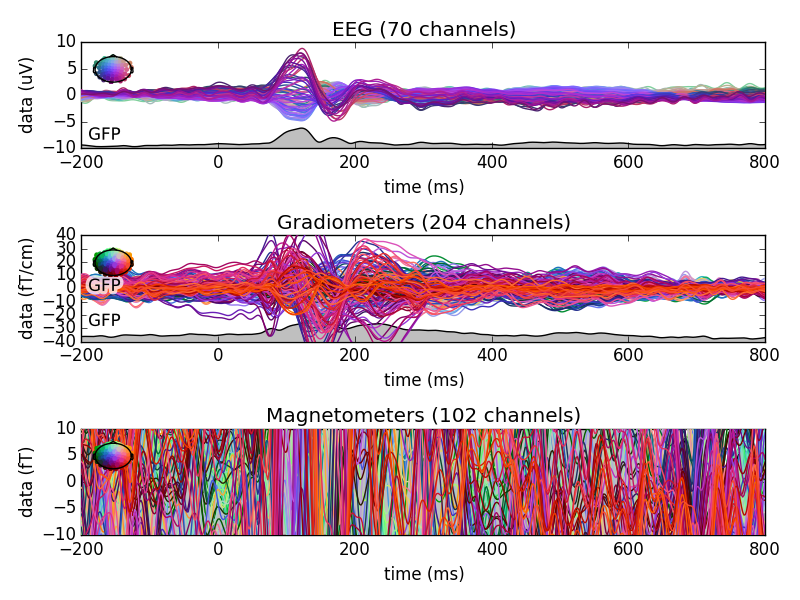 EEG (70 channels)
10
5
0
−5
−10
data (uV)
GFP
−200 0 200 400 600 800
time (ms)
Gradiometers (204 channels)
40
30
20
10
0
−10
−20
−30
−40
data (fT/cm)
GFP
GFP
−200 0 200 400 600 800
time (ms)
Magnetometers (102 channels)
10
5
0
−5
−10
data (fT)
−200 0 200 400 600 800
time (ms)